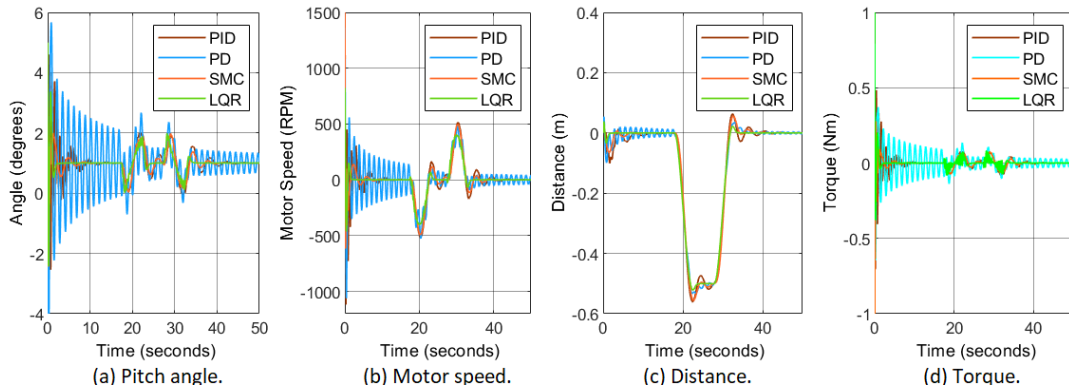 Angle (degrees)
6
4
2
0
-2
-4
PID
PD
SMC
LQR
0
10
20
30
40
50
Time (seconds)
(a) Pitch angle.
Motor Speed (RPM)
1500
1000
500
0
-500
-1000
PID
PD
SMC
LQR
0
20
40
Time (seconds)
(b) Motor speed.
Distance (m)
0.4
0.2
0
-0.2
-0.4
-0.6
PID
PD
SMC
LQR
0
20
40
Time (seconds)
(c) Distance.
Torque (Nm)
1
0.5
0
-0.5
-1
PID
PD
SMC
LQR
0
20
40
Time (seconds)
(d) Torque.